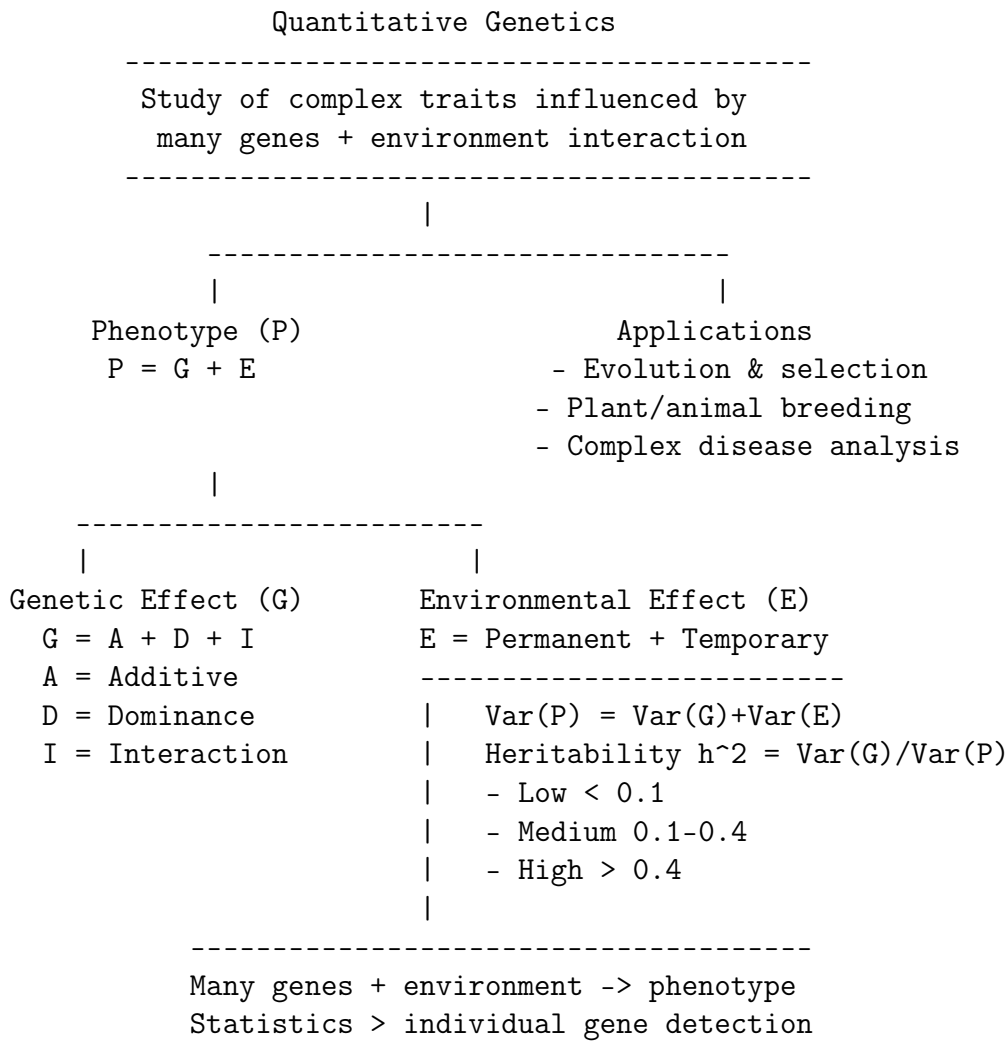 Quantitative Genetics
------------------------------------------
Study of complex traits influenced by
many genes + environment interaction
------------------------------------------
|
--------------------------------
| |
Phenotype (P) Applications
P = G + E - Evolution & selection
- Plant/animal breeding
- Complex disease analysis
|
-------------------------
| |
Genetic Effect (G) Environmental Effect (E)
G = A + D + I E = Permanent + Temporary
A = Additive --------------------------
D = Dominance | Var(P) = Var(G)+Var(E)
I = Interaction | Heritability h^2 = Var(G)/Var(P)
| - Low < 0.1
| - Medium 0.1-0.4
| - High > 0.4
|
--------------------------------------
Many genes + environment -> phenotype
Statistics > individual gene detection